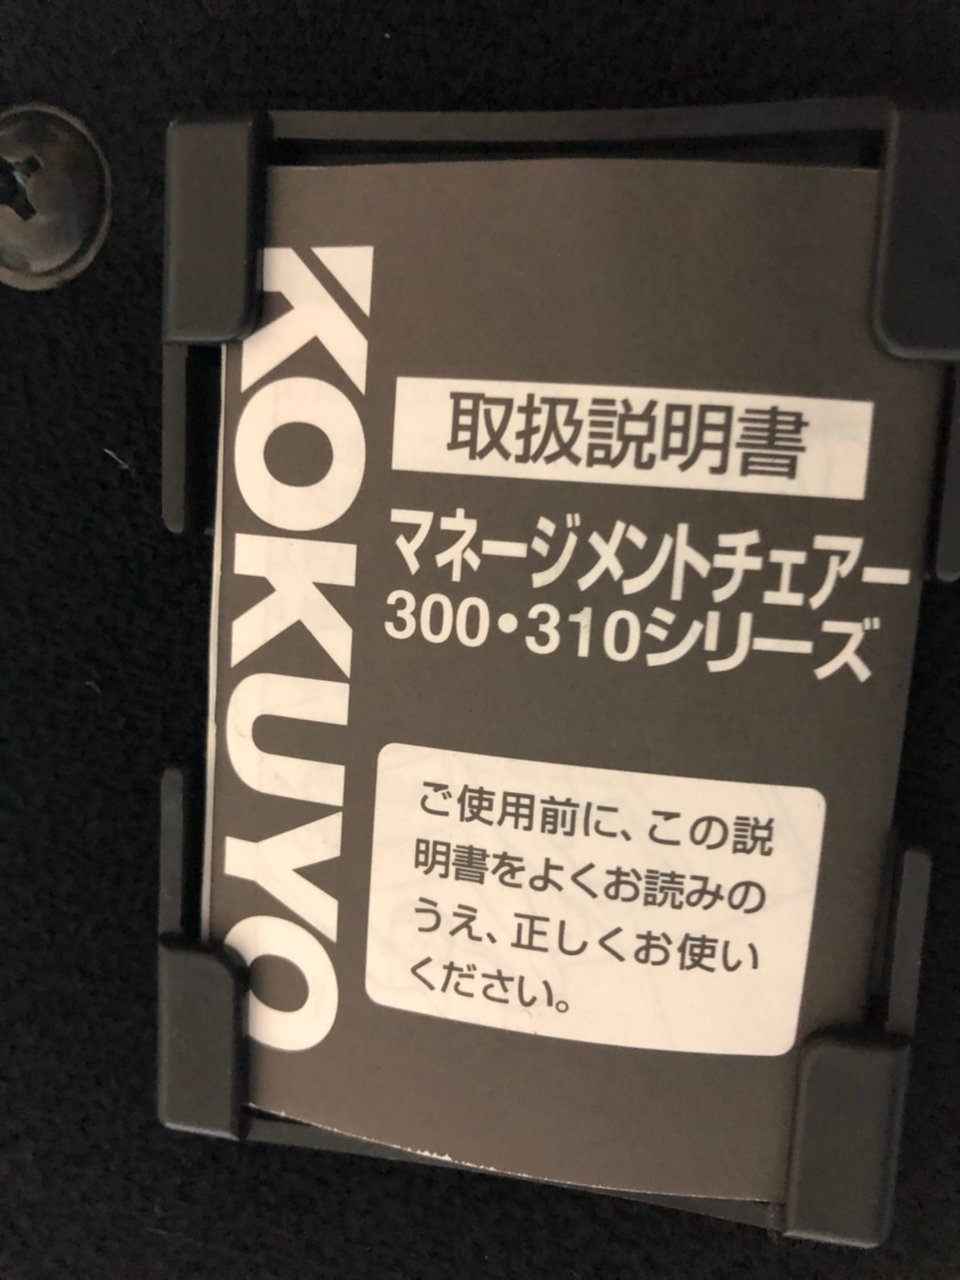 KOKUYO
取扱説明書
マネージメントチェアー
300・310シリーズ
ご使用前に、この説
明書をよくお読みの
うえ、正しくお使い
ください。